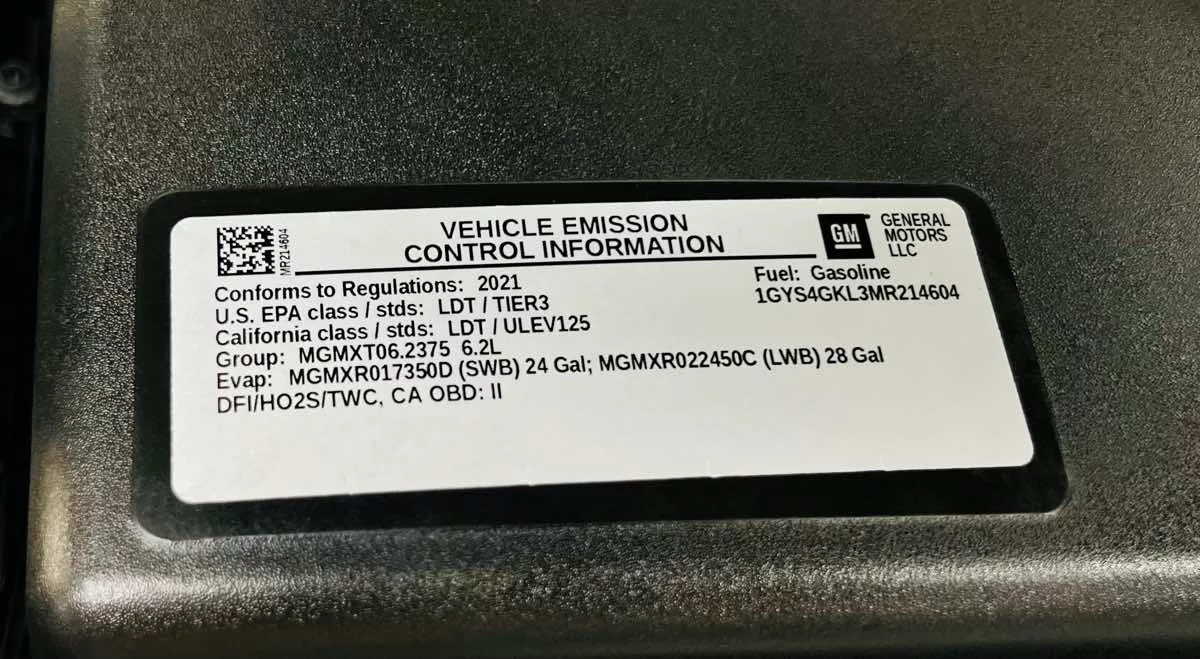 VEHICLE EMISSION
CONTROL INFORMATION
MR214604
GM
GENERAL
MOTORS
LLC
Conforms to Regulations: 2021
U.S. EPA class / stds: LDT / TIER3
California class / stds: LDT / ULEV125
Group: MGMXT06.2375 6.2L
Evap: MGMXR017350D (SWB) 24 Gal; MGMXR022450C (LWB) 28 Gal
DFI/HO2S/TWC, CA OBD: II
Fuel: Gasoline
1GYS4GKL3MR214604